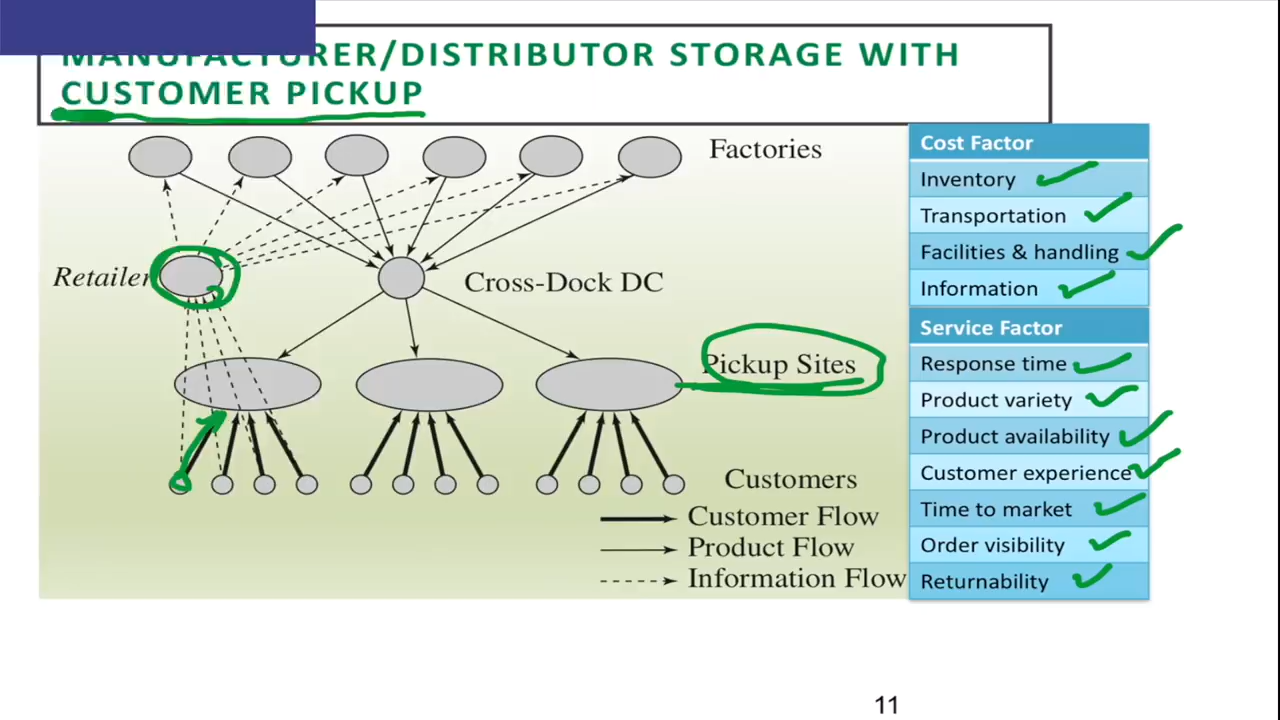 MANUFACTURER/DISTRIBUTOR STORAGE WITH
CUSTOMER PICKUP
Factories
Retailer
Cross-Dock DC
Pickup Sites
Customers
Customer Flow
Product Flow
Information Flow
Cost Factor
Inventory
Transportation
Facilities & handling
Information
Service Factor
Response time
Product variety
Product availability
Customer experience
Time to market
Order visibility
Returnability
11